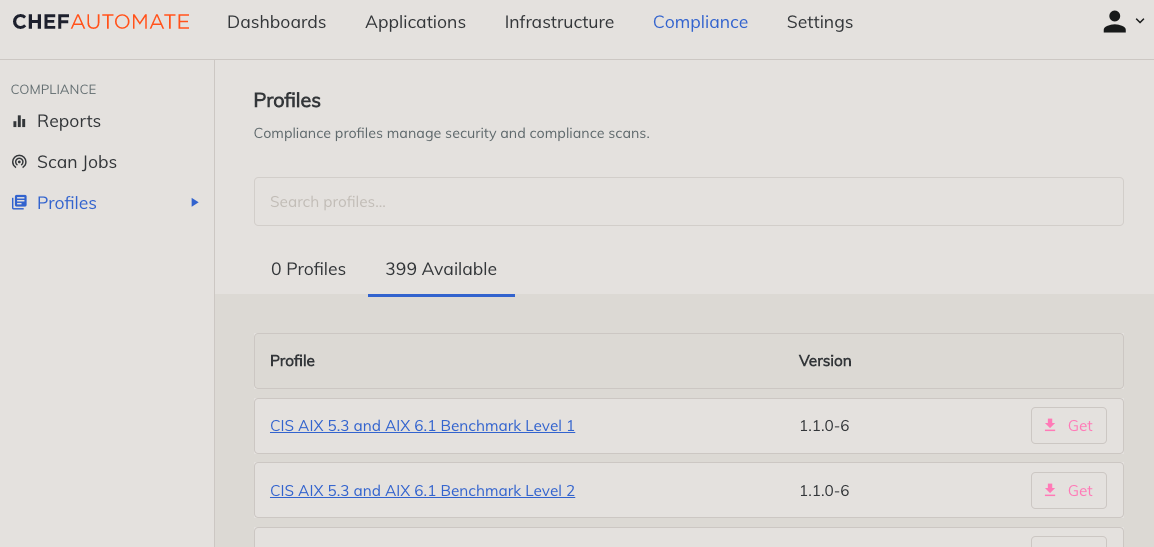 CHEFAUTOMATE Dashboards Applications Infrastructure Compliance Settings
COMPLIANCE
Reports
Scan Jobs
Profiles
Profiles
Compliance profiles manage security and compliance scans.
Search profiles...
0 Profiles 399 Available
Profile Version
CIS AIX 5.3 and AIX 6.1 Benchmark Level 1 1.1.0-6 Get
CIS AIX 5.3 and AIX 6.1 Benchmark Level 2 1.1.0-6 Get